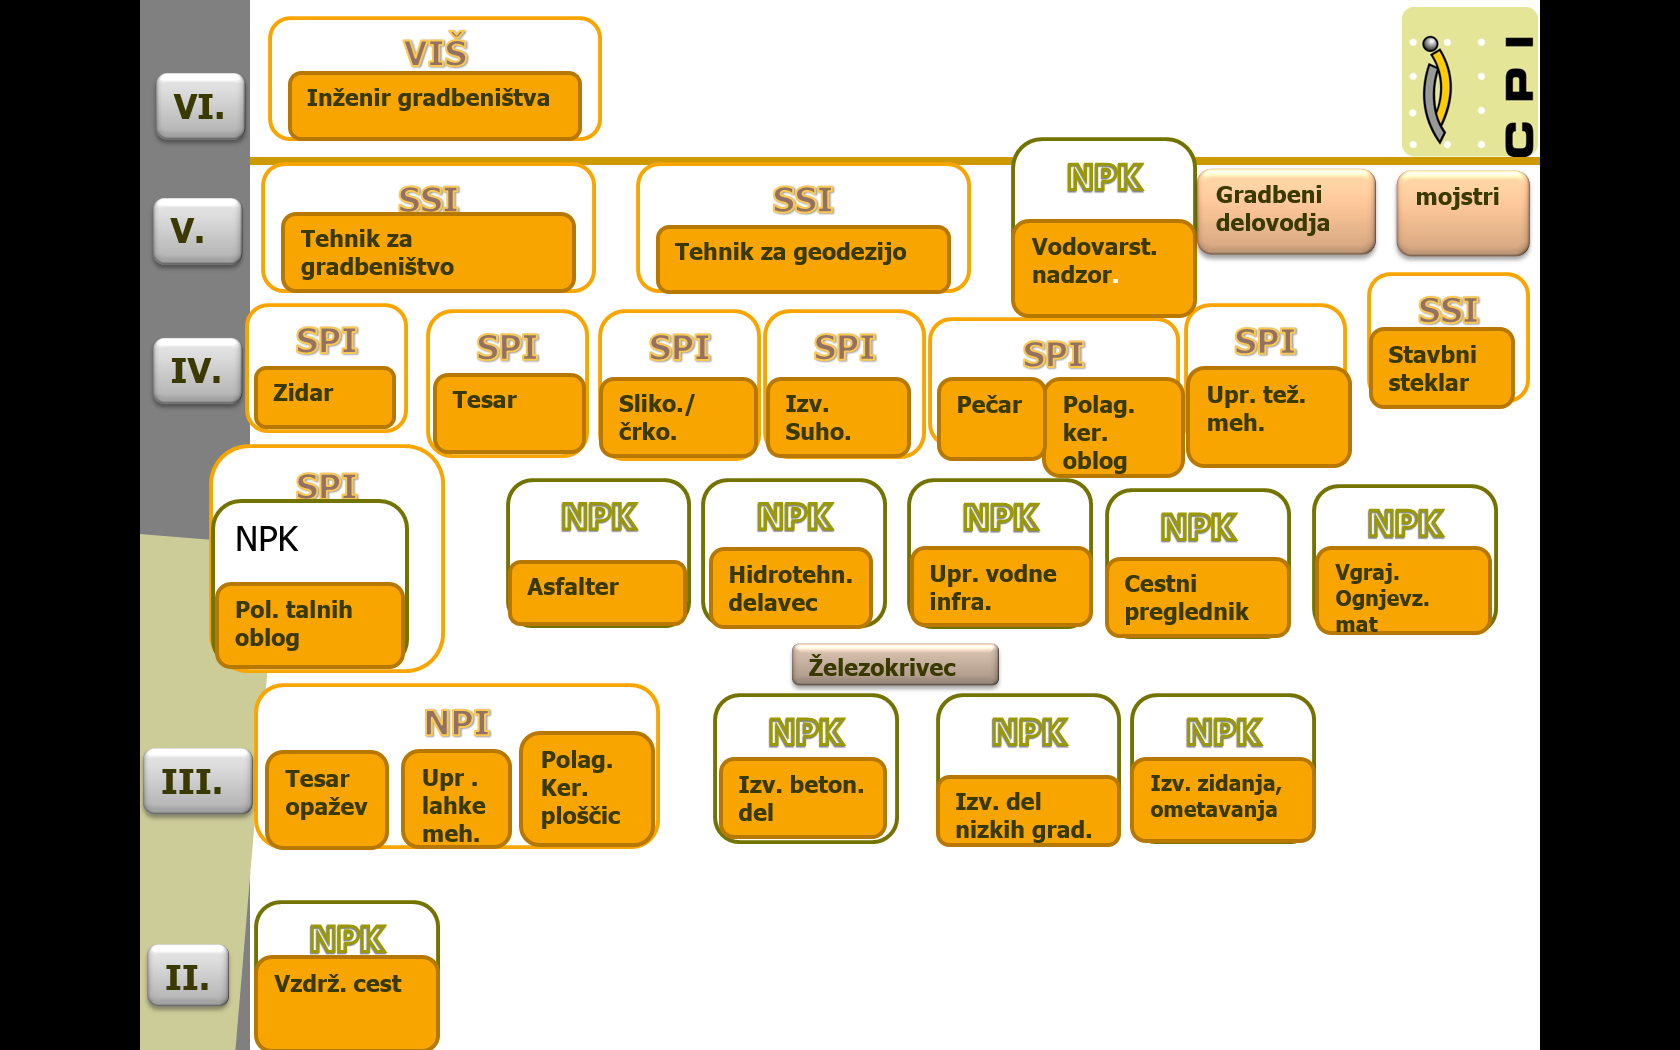 VIŠ
Inženir gradbeništva
VI.
CPI
SSI
Tehnik za
gradbeništvo
SSI
Tehnik za geodezijo
NPK
Vodovarst.
nadzor.
Gradbeni
delovodja
mojstri
V.
SPI
Zidar
SPI
Tesar
SPI
Sliko./
črko.
SPI
Izv.
Suho.
SPI
Pečar
Polag.
ker.
oblog
SPI
Upr. tež.
meh.
SSI
Stavbni
steklar
IV.
SPI
NPK
Pol. talnih
oblog
NPK
Asfalter
NPK
Hidrotehn.
delavec
NPK
Upr. vodne
infra.
NPK
Cestni
preglednik
NPK
Vgraj.
Ognjevz.
mat
Železokrivec
III.
NPI
Tesar
opažev
Upr .
lahke
meh.
Polag.
Ker.
ploščic
NPK
Izv. beton.
del
NPK
Izv. del
nizkih grad.
NPK
Izv. zidanja,
ometavanja
II.
NPK
Vzdrž. cest